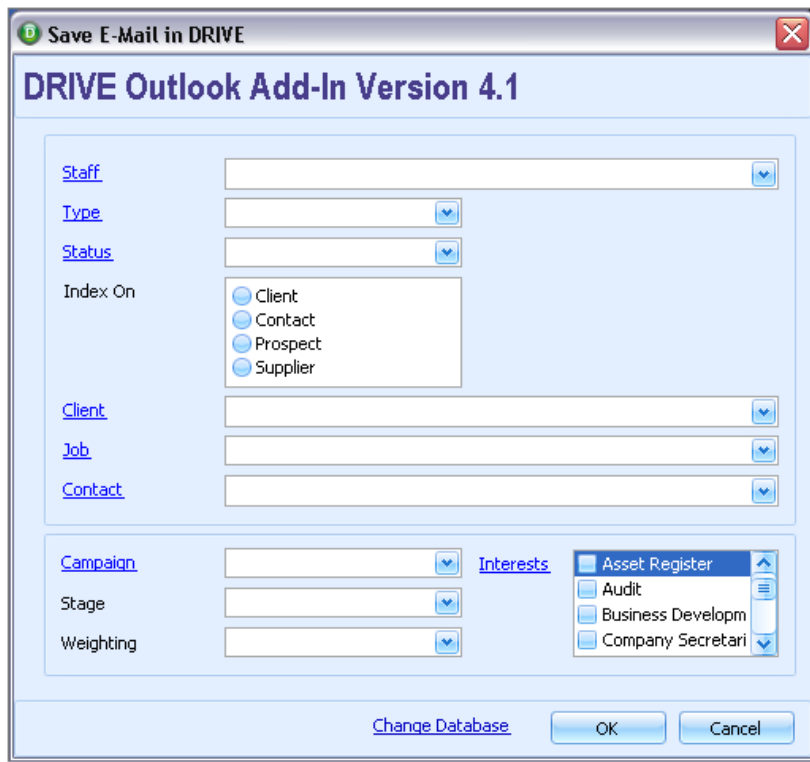 D Save E-Mail in DRIVE
DRIVE Outlook Add-In Version 4.1
Staff
Type
Status
Index On
Client
Contact
Prospect
Supplier
Client
Job
Contact
Campaign
Interests
Asset Register
Audit
Business Developm
Company Secretari
Stage
Weighting
Change Database
OK
Cancel